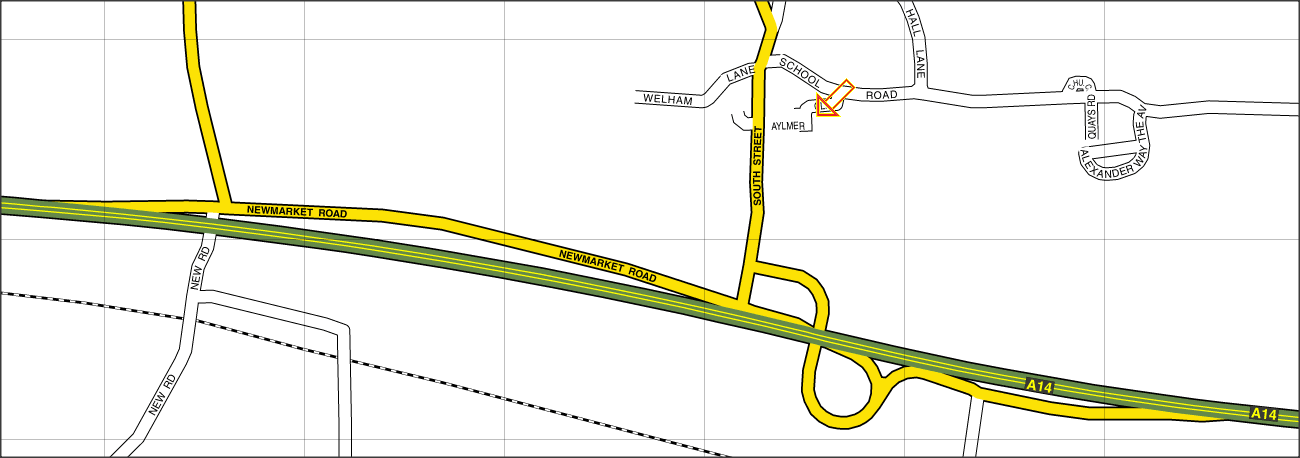 HALL LANE
SCHOOL
LANE
WELHAM
ROAD
AYLMER
QUAYS RD
ALEXANDER WAY THE AV
SOUTH STREET
NEWMARKET ROAD
NEW RD
NEWMARKET ROAD
NEW RD
A14
A14